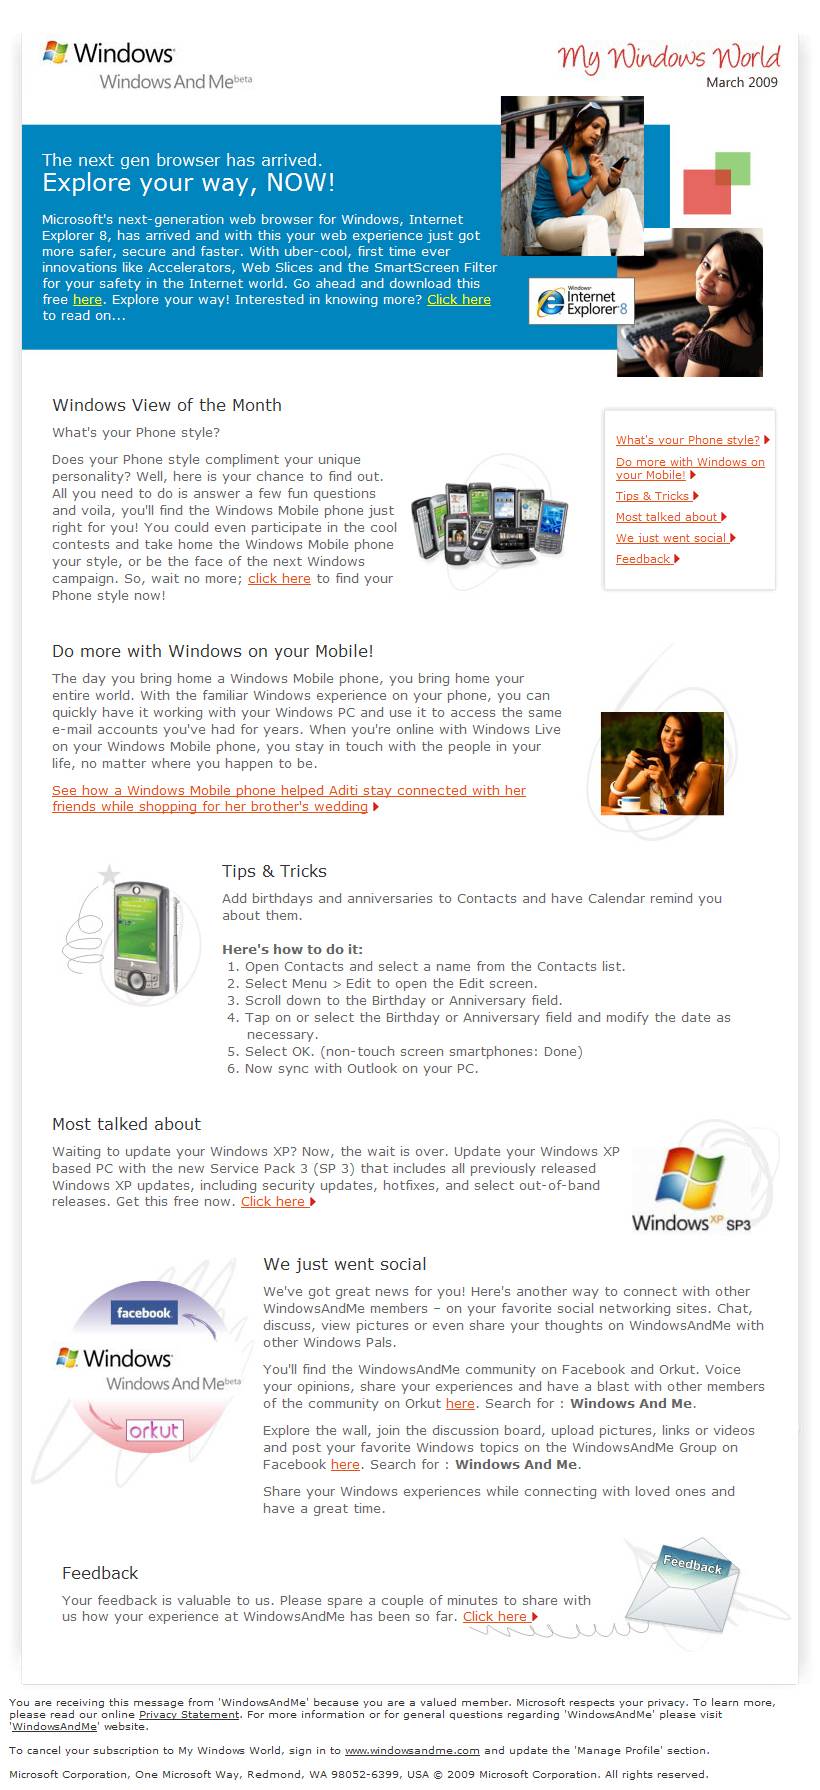 Windows
Windows And Me beta
My Windows World
March 2009
The next gen browser has arrived.
Explore your way, NOW!
Microsoft's next-generation web browser for Windows, Internet
Explorer 8, has arrived and with this your web experience just got
more safer, secure and faster. With uber-cool, first time ever
innovations like Accelerators, Web Slices and the SmartScreen Filter
for your safety in the Internet world. Go ahead and download this
free here. Explore your way! Interested in knowing more? Click here
to read on...
Windows
Internet
Explorer 8
Windows View of the Month
What's your Phone style?
Does your Phone style compliment your unique
personality? Well, here is your chance to find out.
All you need to do is answer a few fun questions
and voila, you'll find the Windows Mobile phone just
right for you! You could even participate in the cool
contests and take home the Windows Mobile phone
your style, or be the face of the next Windows
campaign. So, wait no more; click here to find your
Phone style now!
What's your Phone style?
Do more with Windows on
your Mobile!
Tips & Tricks
Most talked about
We just went social
Feedback
Do more with Windows on your Mobile!
The day you bring home a Windows Mobile phone, you bring home your
entire world. With the familiar Windows experience on your phone, you can
quickly have it working with your Windows PC and use it to access the same
e-mail accounts you've had for years. When you're online with Windows Live
on your Windows Mobile phone, you stay in touch with the people in your
life, no matter where you happen to be.
See how a Windows Mobile phone helped Aditi stay connected with her
friends while shopping for her brother's wedding
Tips & Tricks
Add birthdays and anniversaries to Contacts and have Calendar remind you
about them.
Here's how to do it:
1. Open Contacts and select a name from the Contacts list.
2. Select Menu > Edit to open the Edit screen.
3. Scroll down to the Birthday or Anniversary field.
4. Tap on or select the Birthday or Anniversary field and modify the date as
necessary.
5. Select OK. (non-touch screen smartphones: Done)
6. Now sync with Outlook on your PC.
Most talked about
Waiting to update your Windows XP? Now, the wait is over. Update your Windows XP
based PC with the new Service Pack 3 (SP 3) that includes all previously released
Windows XP updates, including security updates, hotfixes, and select out-of-band
releases. Get this free now. Click here
Windows XP SP3
We just went social
We've got great news for you! Here's another way to connect with other
WindowsAndMe members – on your favorite social networking sites. Chat,
discuss, view pictures or even share your thoughts on WindowsAndMe with
other Windows Pals.
You'll find the WindowsAndMe community on Facebook and Orkut. Voice
your opinions, share your experiences and have a blast with other members
of the community on Orkut here. Search for : Windows And Me.
Explore the wall, join the discussion board, upload pictures, links or videos
and post your favorite Windows topics on the WindowsAndMe Group on
Facebook here. Search for : Windows And Me.
Share your Windows experiences while connecting with loved ones and
have a great time.
facebook
Windows
Windows And Me beta
orkut
Feedback
Your feedback is valuable to us. Please spare a couple of minutes to share with
us how your experience at WindowsAndMe has been so far. Click here
Feedback
You are receiving this message from 'WindowsAndMe' because you are a valued member. Microsoft respects your privacy. To learn more,
please read our online Privacy Statement. For more information or for general questions regarding 'WindowsAndMe' please visit
'WindowsAndMe' website.
To cancel your subscription to My Windows World, sign in to www.windowsandme.com and update the 'Manage Profile' section.
Microsoft Corporation, One Microsoft Way, Redmond, WA 98052-6399, USA © 2009 Microsoft Corporation. All rights reserved.